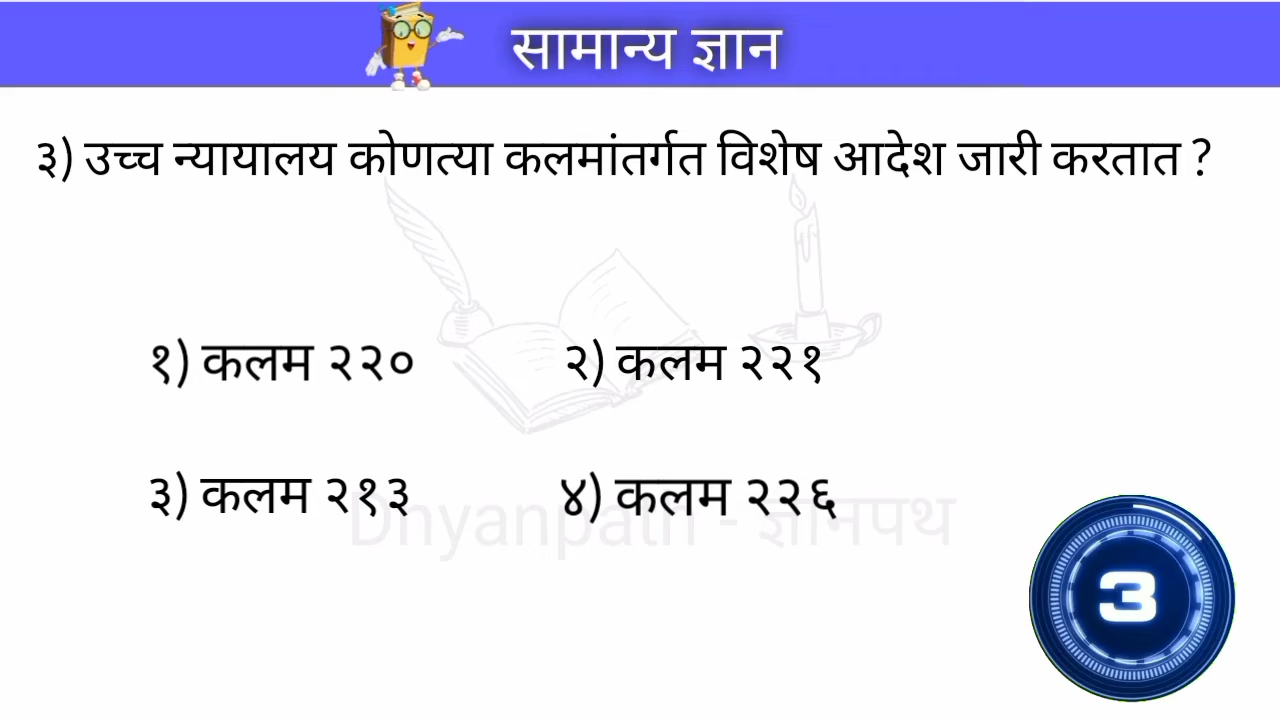 सामान्य ज्ञान
३) उच्च न्यायालय कोणत्या कलमांतर्गत विशेष आदेश जारी करतात ?
१) कलम २२० २) कलम २२१
३) कलम २१३ ४) कलम २२६
Dnyanpath - ज्ञानपथ
3